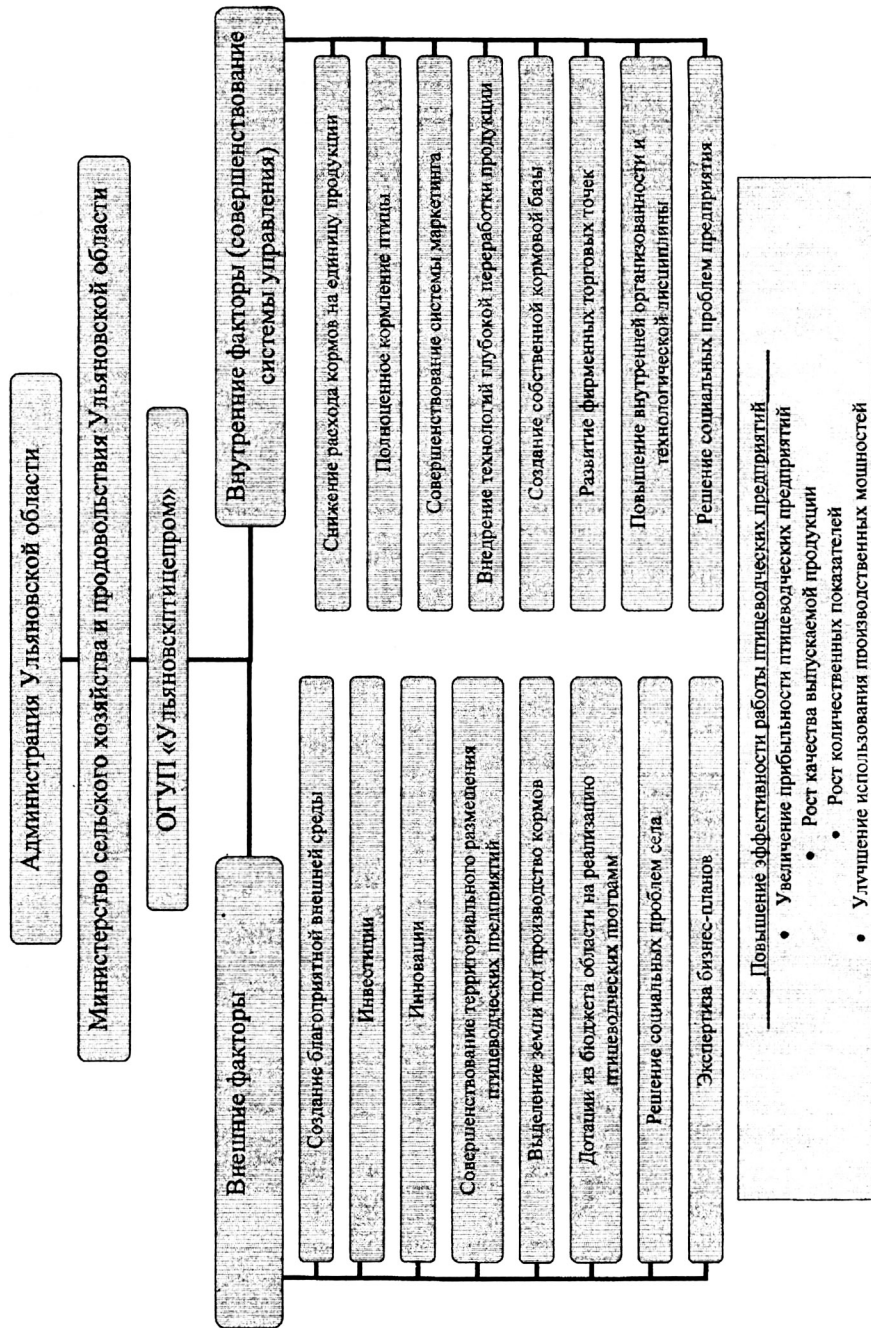 Администрация Ульяновской области
Министерство сельского хозяйства и продовольствия Ульяновской области
ОГУП «Ульяновскптицепром»
Внешние факторы
Создание благоприятной внешней среды
Инвестиции
Инновации
Совершенствование территориального размещения
птицеводческих предприятий
Выделение земли под производство кормов
Дотации из бюджета области на реализацию
птицеводческих программ
Решение социальных проблем села
Экспертиза бизнес-планов
Внутренние факторы (совершенствование
системы управления)
Снижение расхода кормов на единицу продукции
Полноценное кормление птицы
Совершенствование системы маркетинга
Внедрение технологий глубокой переработки продукции
Создание собственной кормовой базы
Развитие фирменных торговых точек
Повышение внутренней организованности и
технологической дисциплины
Решение социальных проблем предприятия
Повышение эффективности работы птицеводческих предприятий
• Увеличение прибыльности птицеводческих предприятий
• Рост качества выпускаемой продукции
• Рост количественных показателей
• Улучшение использования производственных мощностей